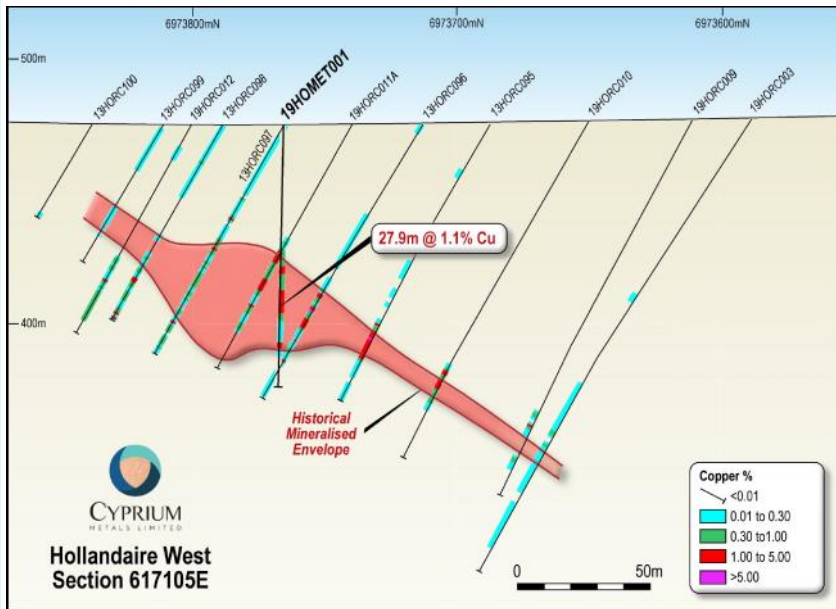 6973800mN
6973700mN
6973600mN
500m
13HORC100
13HORC099
19HORC012
13HORC098
19HOMET001
19HORC011A
13HORC096
13HORC095
19HORC010
19HORC009
19HORC003
13HORC097
27.9m @ 1.1% Cu
400m
Historical
Mineralised
Envelope
CYPRIUM
METALS LIMITED
Hollandaire West
Section 617105E
0
50m
Copper %
<0.01
0.01 to 0.30
0.30 to1.00
1.00 to 5.00
>5.00